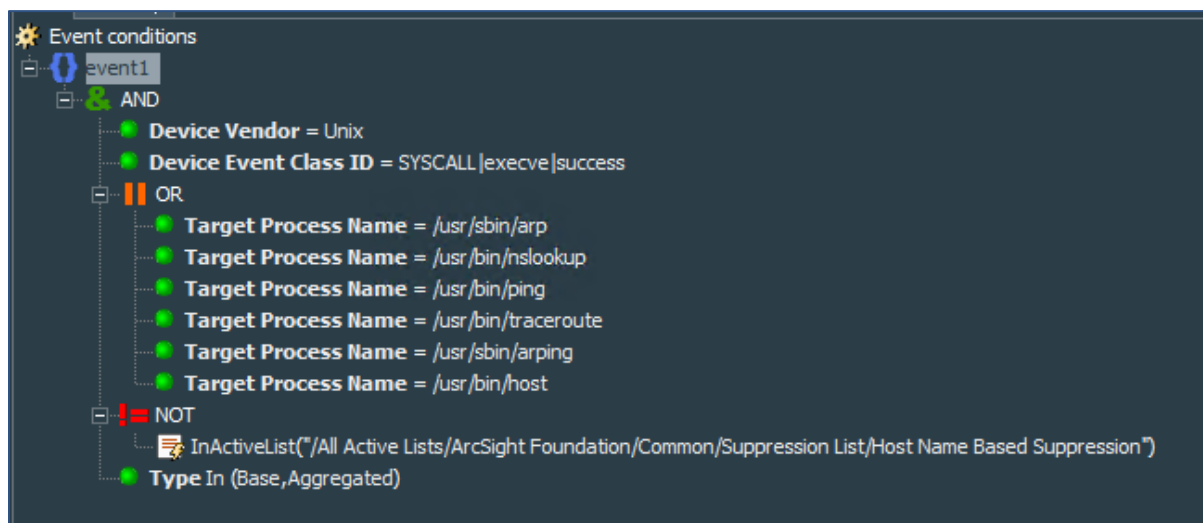 Event conditions
event1
AND
Device Vendor = Unix
Device Event Class ID = SYSCALL|execve|success
OR
Target Process Name = /usr/sbin/arp
Target Process Name = /usr/bin/nslookup
Target Process Name = /usr/bin/ping
Target Process Name = /usr/bin/traceroute
Target Process Name = /usr/sbin/arping
Target Process Name = /usr/bin/host
NOT
InActiveList("/All Active Lists/ArcSight Foundation/Common/Suppression List/Host Name Based Suppression")
Type In (Base,Aggregated)